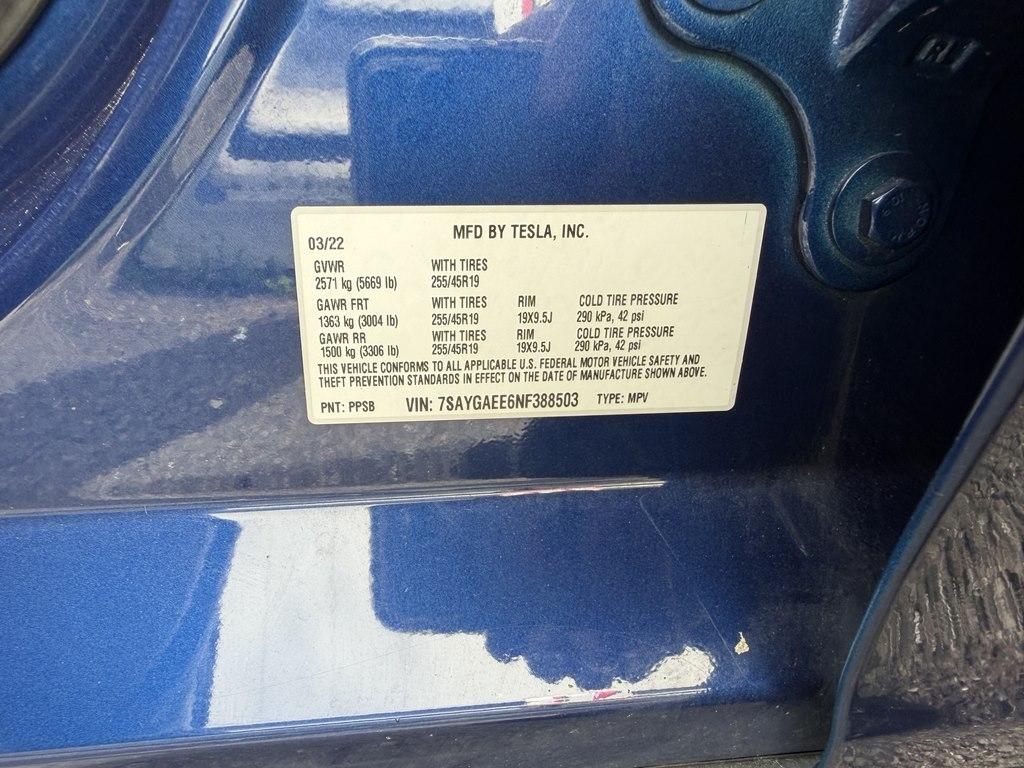 MFD BY TESLA, INC.
03/22
GVWR WITH TIRES
2571 kg (5669 lb) 255/45R19
GAWR FRT WITH TIRES RIM COLD TIRE PRESSURE
1363 kg (3004 lb) 255/45R19 19X9.5J 290 kPa, 42 psi
GAWR RR WITH TIRES RIM COLD TIRE PRESSURE
1500 kg (3306 lb) 255/45R19 19X9.5J 290 kPa, 42 psi
THIS VEHICLE CONFORMS TO ALL APPLICABLE U.S. FEDERAL MOTOR VEHICLE SAFETY AND
THEFT PREVENTION STANDARDS IN EFFECT ON THE DATE OF MANUFACTURE SHOWN ABOVE.
PNT: PPSB VIN: 7SAYGAEE6NF388503 TYPE: MPV